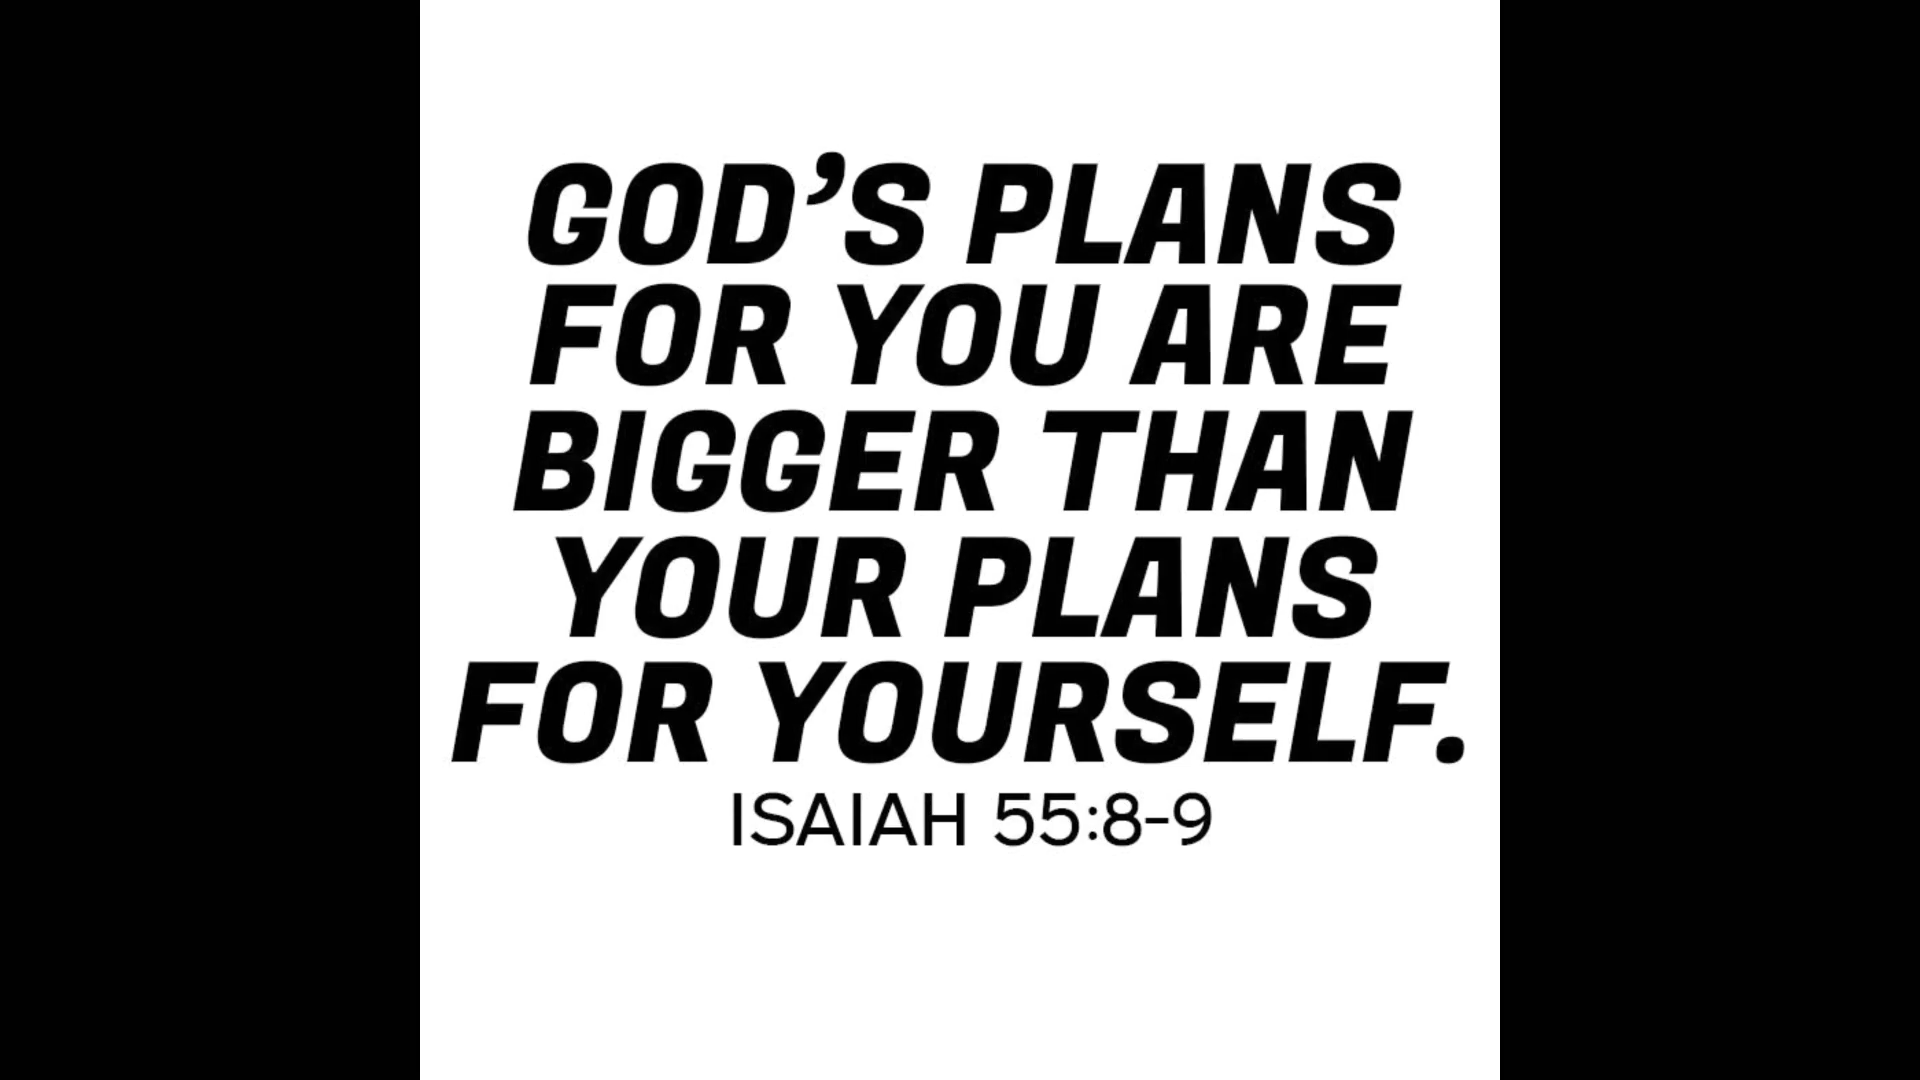 GOD’S PLANS
FOR YOU ARE
BIGGER THAN
YOUR PLANS
FOR YOURSELF.
ISAIAH 55:8-9